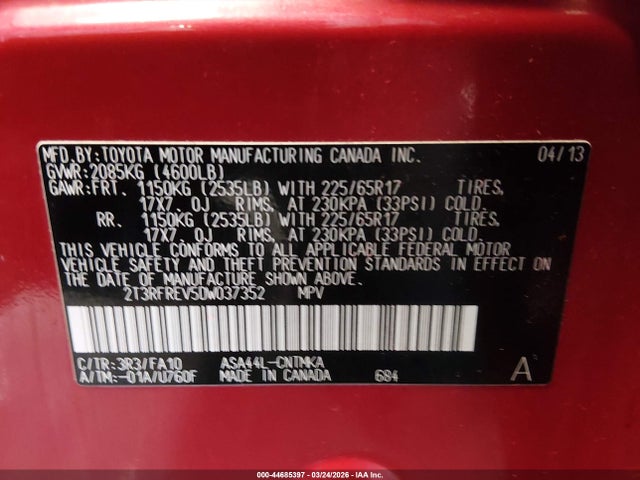 MFD.BY:TOYOTA MOTOR MANUFACTURING CANADA INC. 04/13
GVWR:2085KG (4600LB)
GAWR:FRT. 1150KG (2535LB) WITH 225/65R17 TIRES,
17X7.0J RIMS, AT 230KPA (33PSI) COLD.
RR. 1150KG (2535LB) WITH 225/65R17 TIRES,
17X7.0J RIMS, AT 230KPA (33PSI) COLD.
THIS VEHICLE CONFORMS TO ALL APPLICABLE FEDERAL MOTOR
VEHICLE SAFETY AND THEFT PREVENTION STANDARDS IN EFFECT ON
THE DATE OF MANUFACTURE SHOWN ABOVE.
2T3RFREV5DW037352 MPV
C/TR:3R3/FA10 ASA44L-CNTMKA
A/TM:-01A/U760F MADE IN CANADA 684 A
000-44685397 - 03/24/2026 - IAA, Inc.